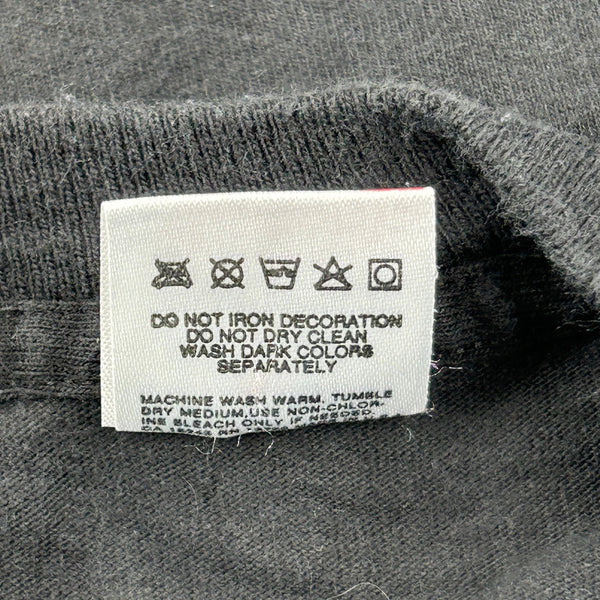 DO NOT IRON DECORATION
DO NOT DRY CLEAN
WASH DARK COLORS
SEPARATELY
MACHINE WASH WARM. TUMBLE
DRY MEDIUM, USE NON-CHLOR-
INE BLEACH ONLY IF NEEDED.